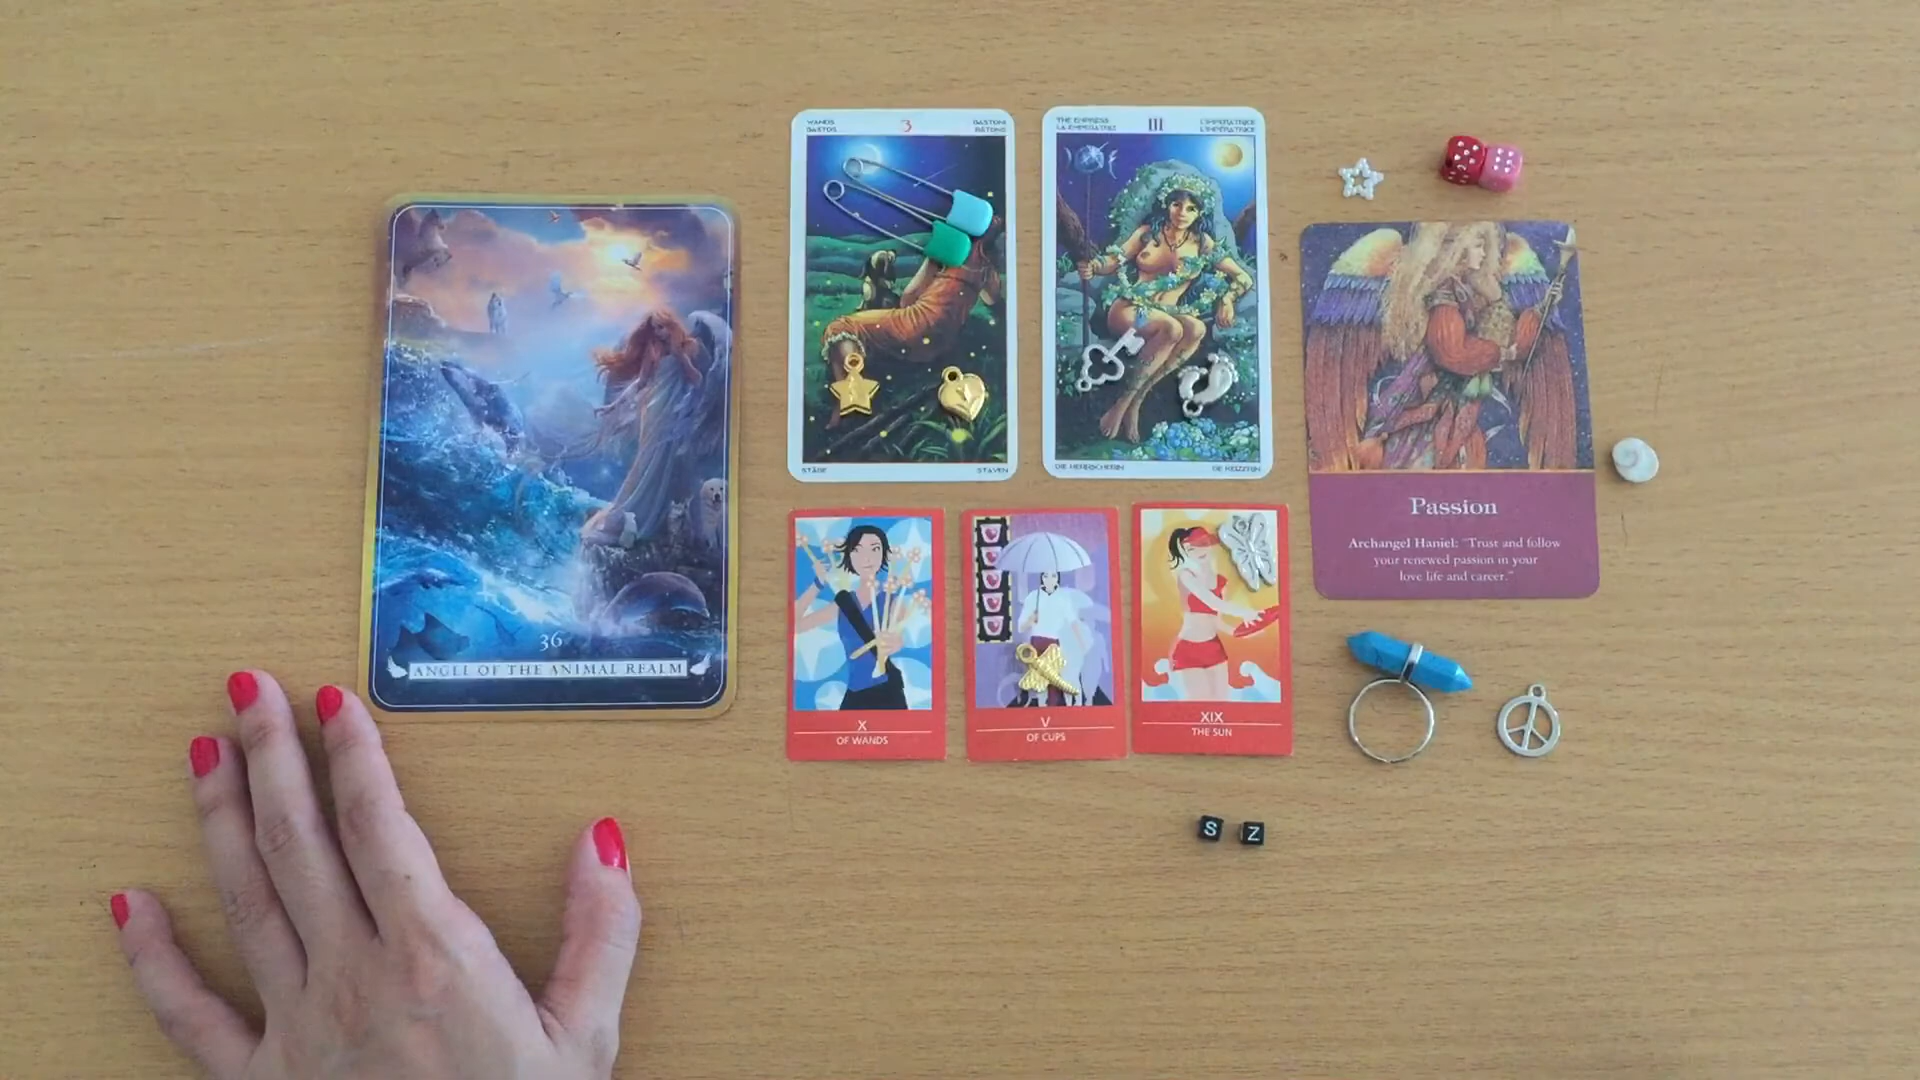 36
ANGEL OF THE ANIMAL REALM
WANDS
BASTOS
3
BASTONI
BÂTONS
STÄBE
STAVEN
THE EMPRESS
LA EMPERATRIZ
III
L'IMPERATRICE
L'IMPÉRATRICE
DIE HERRSCHERIN
DE KEIZERIN
Passion
Archangel Haniel: "Trust and follow
your renewed passion in your
love life and career."
X
OF WANDS
V
OF CUPS
XIX
THE SUN
S Z